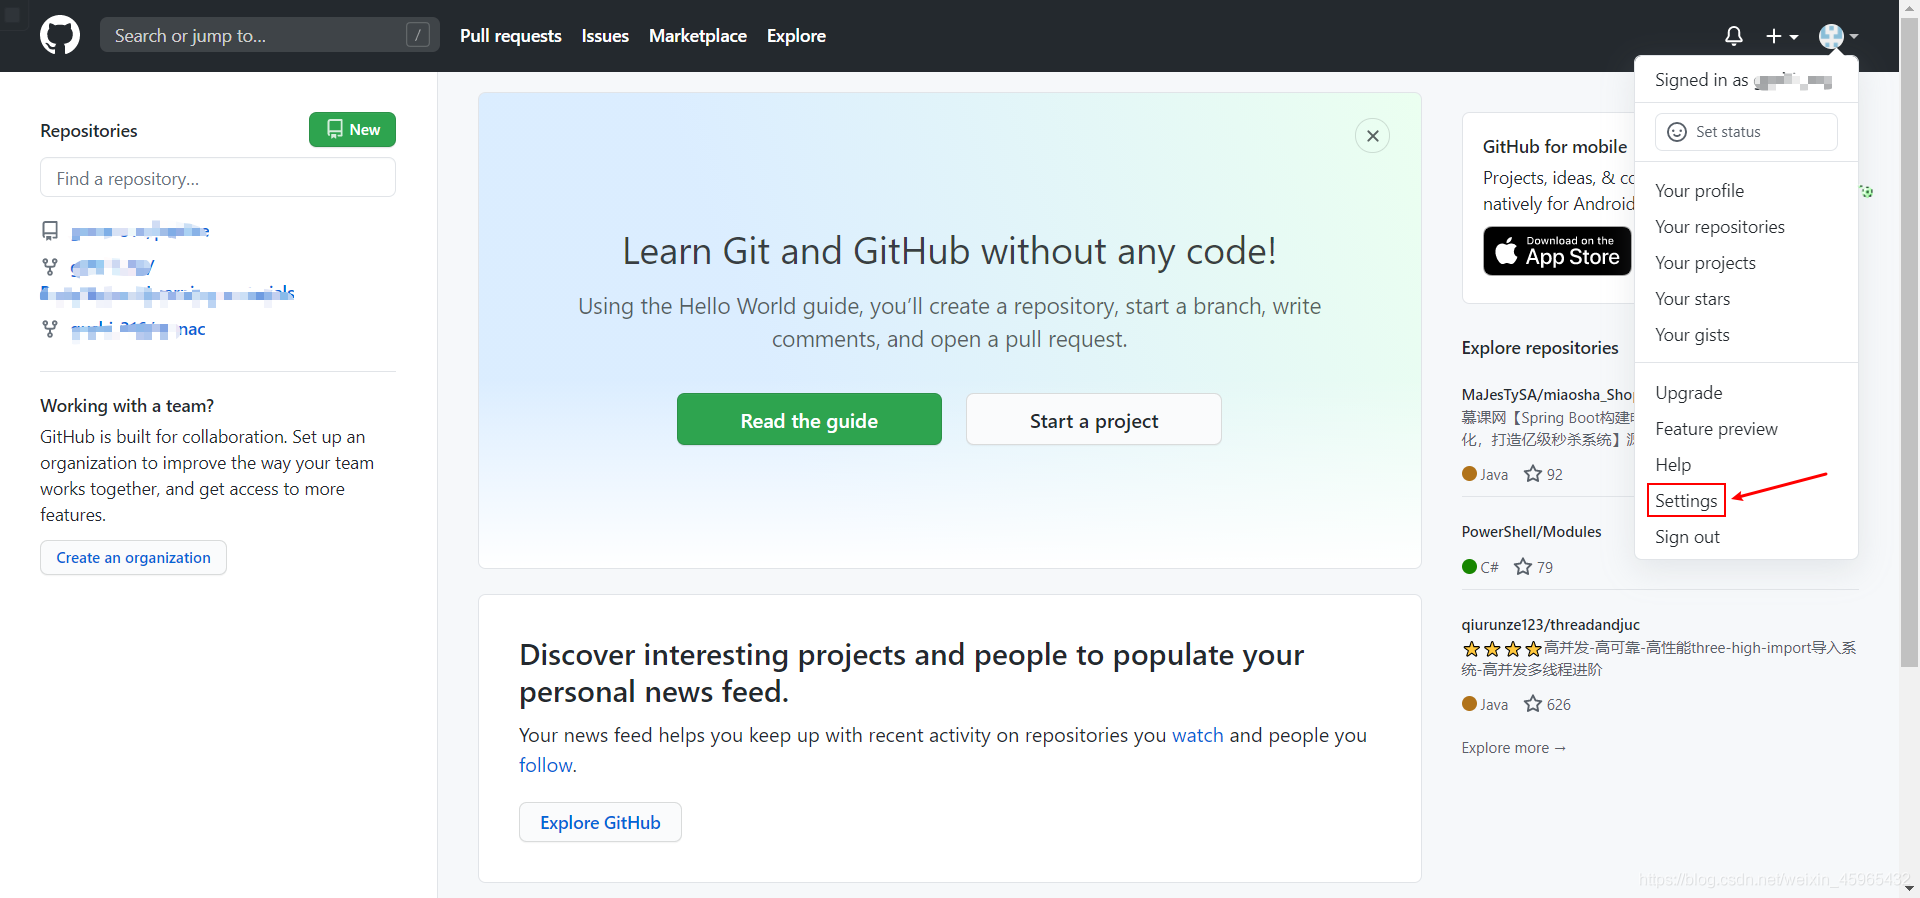 Search or jump to...
/
Pull requests
Issues
Marketplace
Explore
Repositories
New
Find a repository...
nac
Working with a team?
GitHub is built for collaboration. Set up an
organization to improve the way your team
works together, and get access to more
features.
Create an organization
Learn Git and GitHub without any code!
Using the Hello World guide, you’ll create a repository, start a branch, write
comments, and open a pull request.
Read the guide
Start a project
Discover interesting projects and people to populate your
personal news feed.
Your news feed helps you keep up with recent activity on repositories you watch and people you
follow.
Explore GitHub
GitHub for mobile
Projects, ideas, &
natively for Android
Download on the
App Store
Explore repositories
MaJesTySA/miaosha_Sho
慕课网【Spring Boot构建
化，打造亿级秒杀系统】
Java
92
PowerShell/Modules
C#
79
qiurunze123/threadandjuc
高并发-高可靠-高性能three-high-import导入系
统-高并发多线程进阶
Java
626
Explore more →
Signed in as
Set status
Your profile
Your repositories
Your projects
Your stars
Your gists
Upgrade
Feature preview
Help
Settings
Sign out
https://blog.csdn.net/weixin_45965432